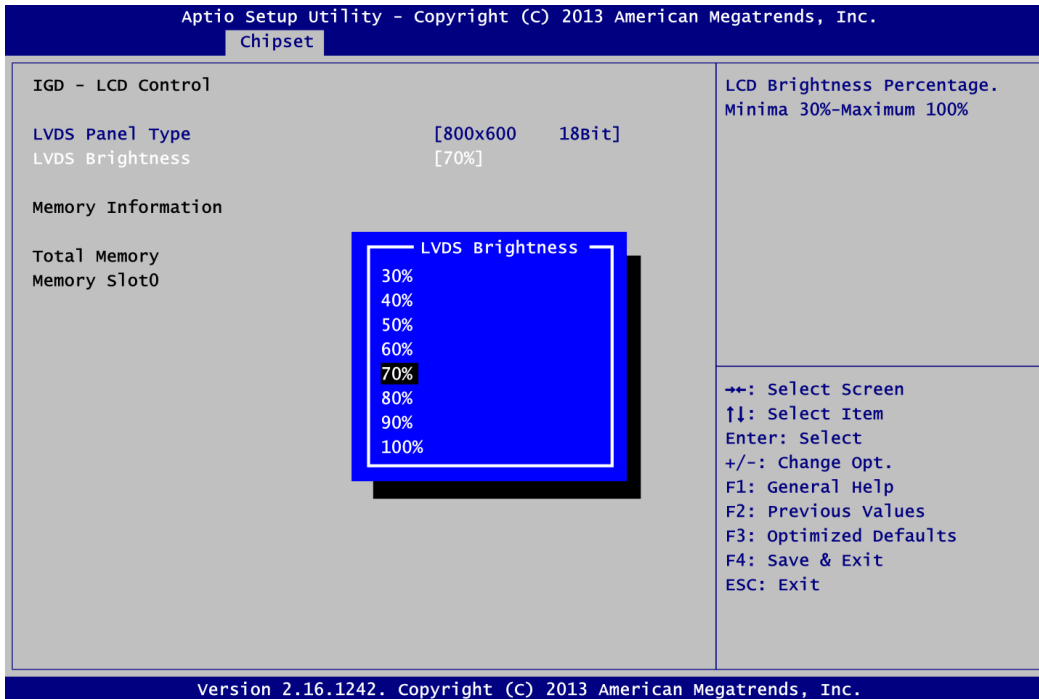 Aptio Setup Utility - Copyright (C) 2013 American Megatrends, Inc.
Chipset
IGD - LCD Control
LVDS Panel Type [800x600 18Bit]
LVDS Brightness [70%]
Memory Information
Total Memory
Memory Slot0
LVDS Brightness
30%
40%
50%
60%
70%
80%
90%
100%
LCD Brightness Percentage.
Minima 30%-Maximum 100%
→←: Select Screen
↑↓: Select Item
Enter: Select
+/-: Change Opt.
F1: General Help
F2: Previous Values
F3: Optimized Defaults
F4: Save & Exit
ESC: Exit
Version 2.16.1242. Copyright (C) 2013 American Megatrends, Inc.